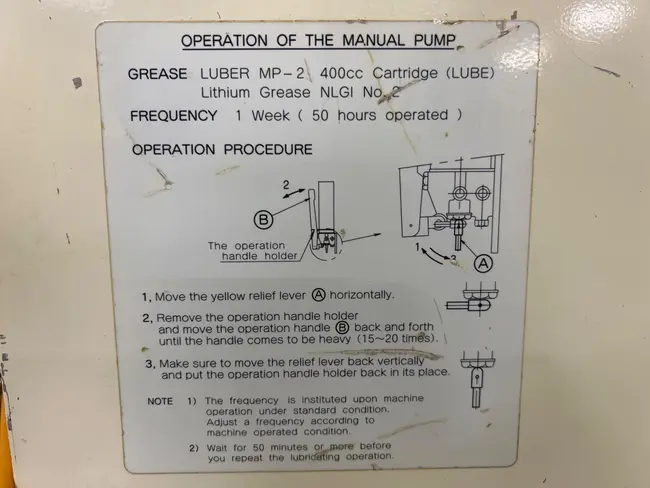 OPERATION OF THE MANUAL PUMP
GREASE LUBER MP-2 400cc Cartridge (LUBE)
Lithium Grease NLGI No. 2
FREQUENCY 1 Week ( 50 hours operated )
OPERATION PROCEDURE
2
B
The operation
handle holder
1
3
A
1, Move the yellow relief lever Ⓐ horizontally.
2, Remove the operation handle holder
and move the operation handle Ⓑ back and forth
until the handle comes to be heavy (15~20 times).
3, Make sure to move the relief lever back vertically
and put the operation handle holder back in its place.
NOTE 1) The frequency is instituted upon machine
operation under standard condition.
Adjust a frequency according to
machine operated condition.
2) Wait for 50 minutes or more before
you repeat the lubricating operation.